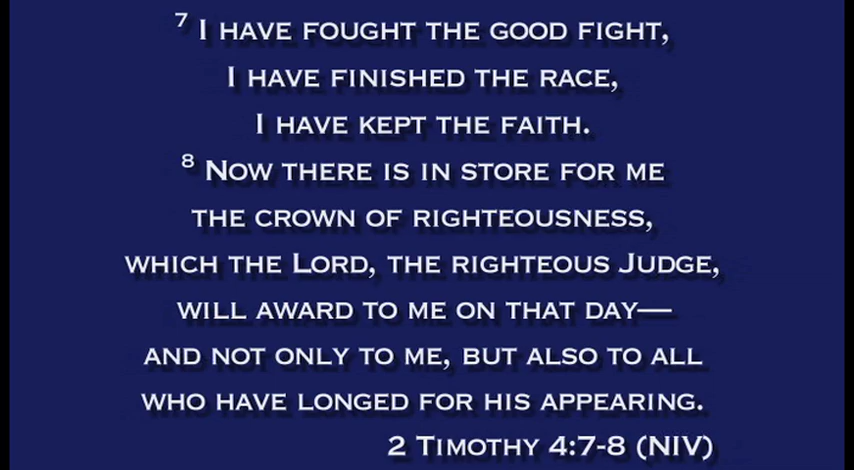 ⁷ I HAVE FOUGHT THE GOOD FIGHT,
I HAVE FINISHED THE RACE,
I HAVE KEPT THE FAITH.
⁸ NOW THERE IS IN STORE FOR ME
THE CROWN OF RIGHTEOUSNESS,
WHICH THE LORD, THE RIGHTEOUS JUDGE,
WILL AWARD TO ME ON THAT DAY—
AND NOT ONLY TO ME, BUT ALSO TO ALL
WHO HAVE LONGED FOR HIS APPEARING.
2 TIMOTHY 4:7-8 (NIV)